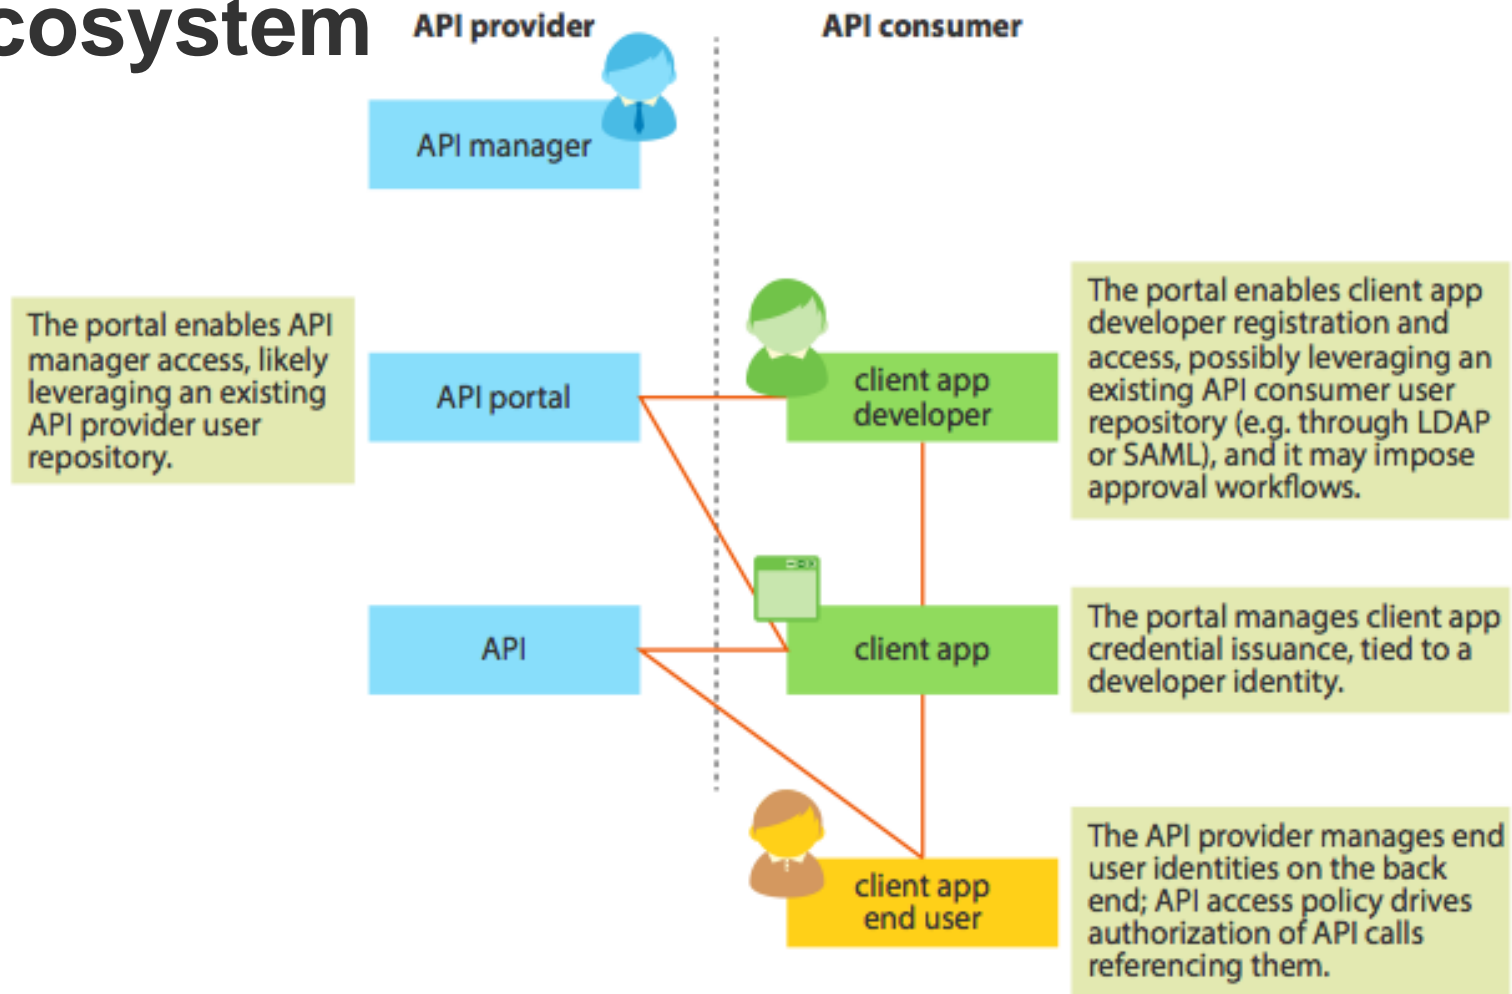 cosystem
API provider
API consumer
API manager
The portal enables API
manager access, likely
leveraging an existing
API provider user
repository.
API portal
client app
developer
The portal enables client app
developer registration and
access, possibly leveraging an
existing API consumer user
repository (e.g. through LDAP
or SAML), and it may impose
approval workflows.
API
client app
The portal manages client app
credential issuance, tied to a
developer identity.
client app
end user
The API provider manages end
user identities on the back
end; API access policy drives
authorization of API calls
referencing them.